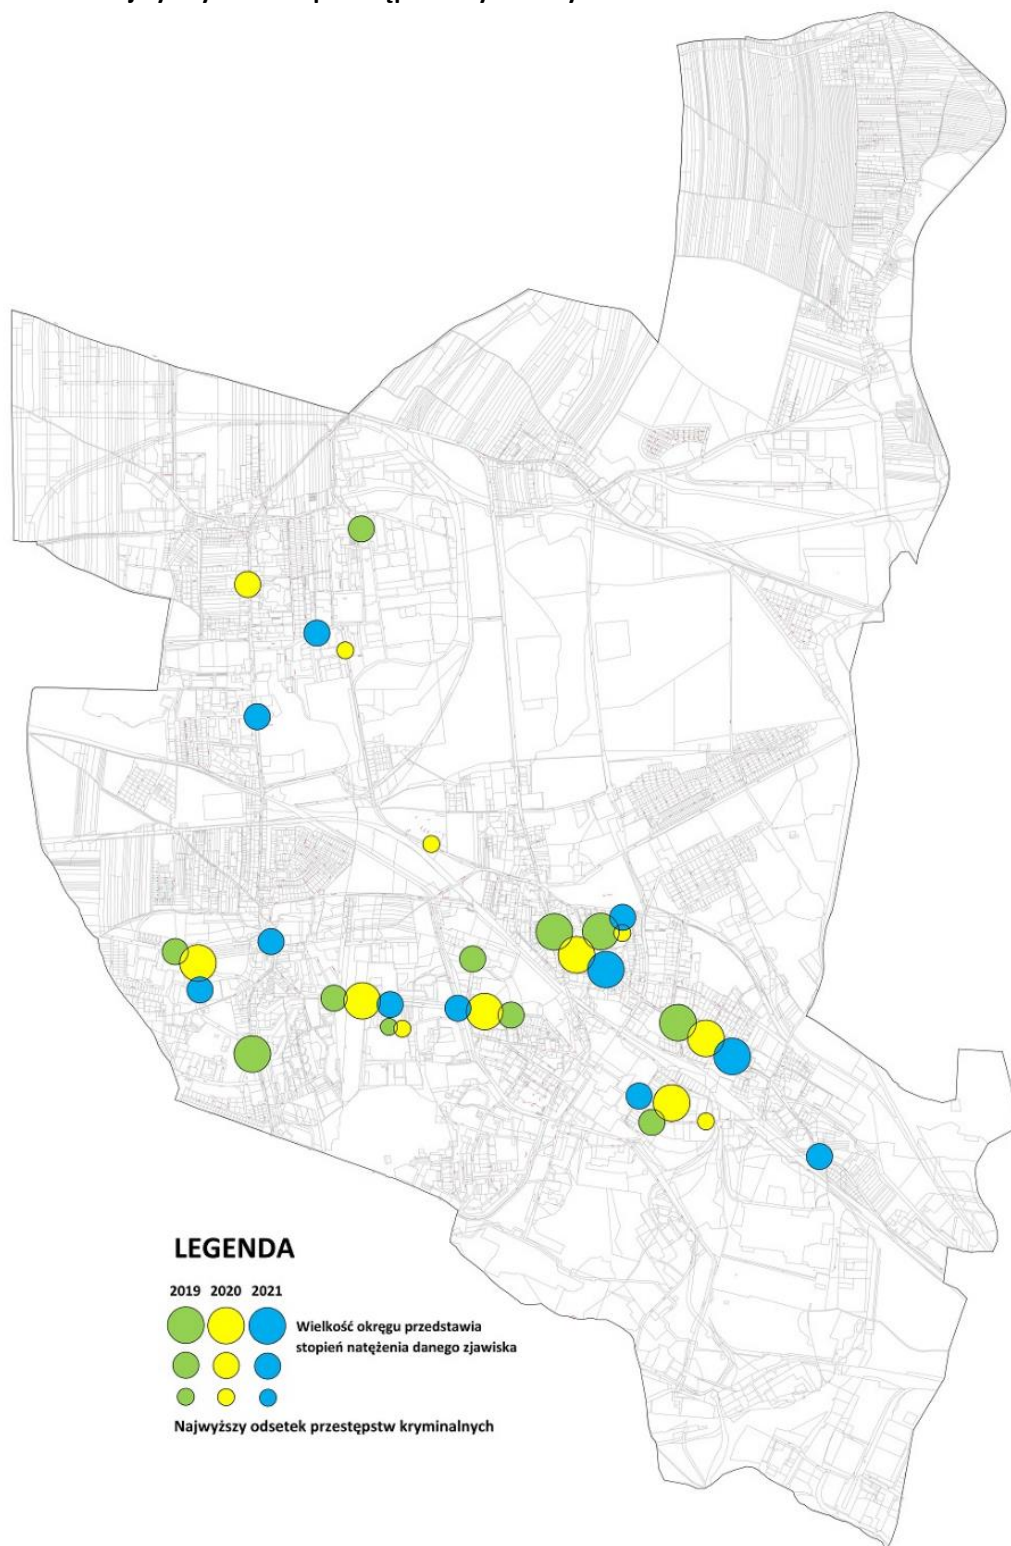 LEGENDA
2019 2020 2021
Wielkość okręgu przedstawia
stopień natężenia danego zjawiska
Najwyższy odsetek przestępstw kryminalnych